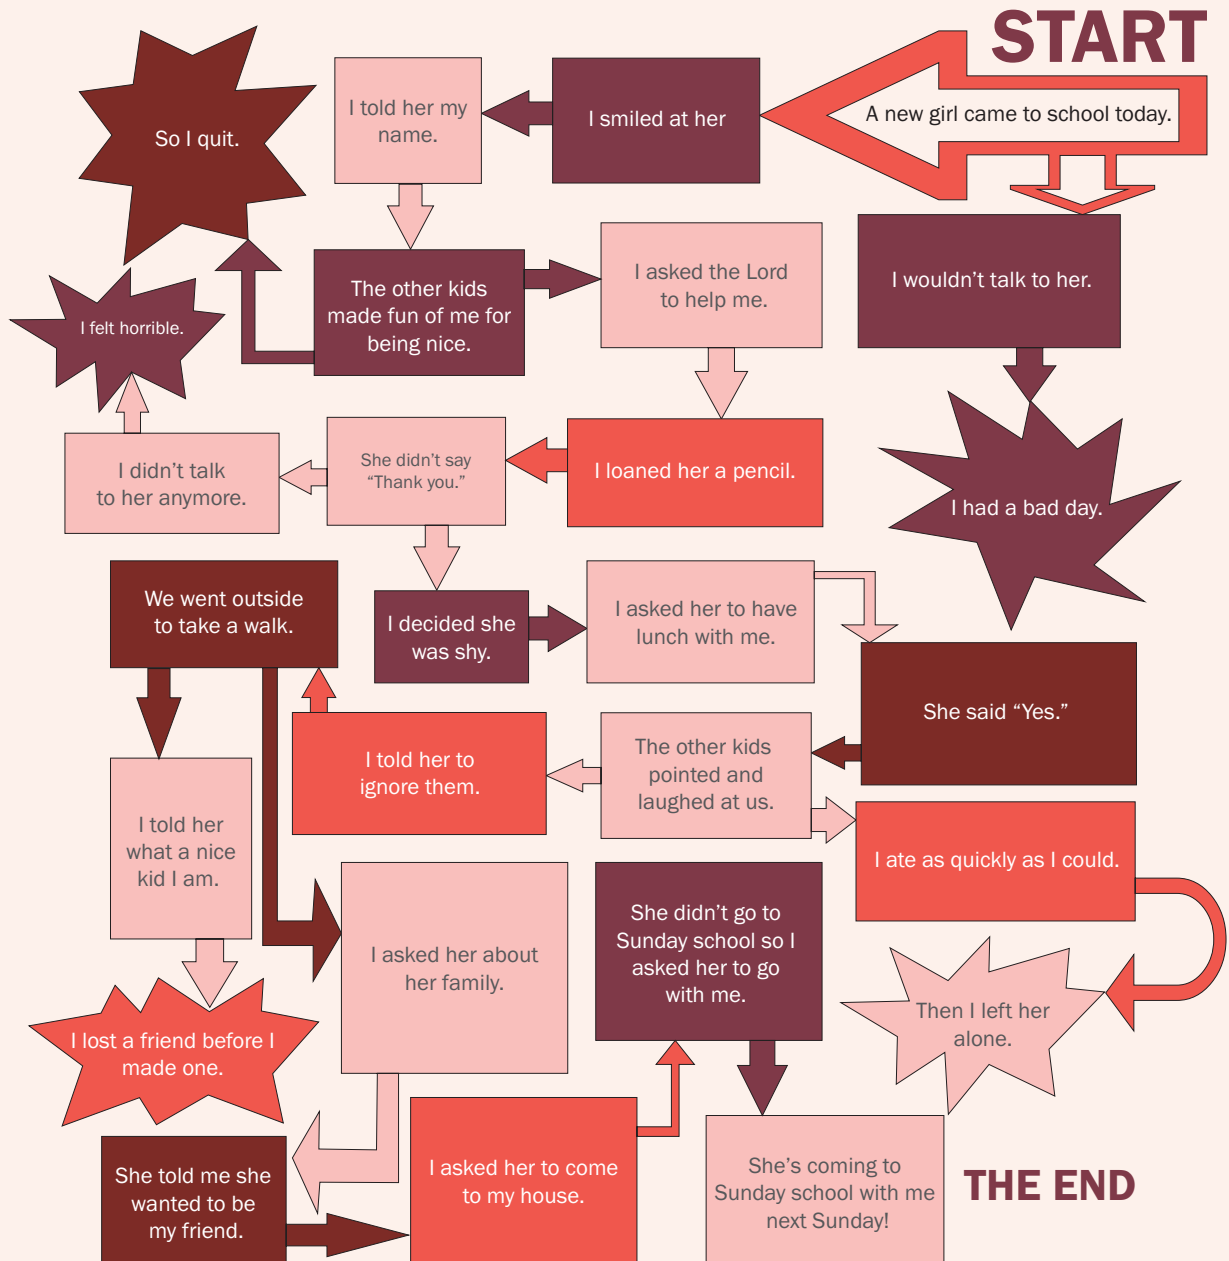 START
A new girl came to school today.
I smiled at her
I told her my
name.
So I quit.
The other kids
made fun of me for
being nice.
I asked the Lord
to help me.
I wouldn’t talk to her.
I felt horrible.
I didn’t talk
to her anymore.
She didn’t say
“Thank you.”
I loaned her a pencil.
I had a bad day.
We went outside
to take a walk.
I decided she
was shy.
I asked her to have
lunch with me.
She said “Yes.”
The other kids
pointed and
laughed at us.
I told her to
ignore them.
I told her
what a nice
kid I am.
I ate as quickly as I could.
I asked her about
her family.
She didn’t go to
Sunday school so I
asked her to go
with me.
Then I left her
alone.
I lost a friend before I
made one.
She told me she
wanted to be
my friend.
I asked her to come
to my house.
She’s coming to
Sunday school with me
next Sunday!
THE END